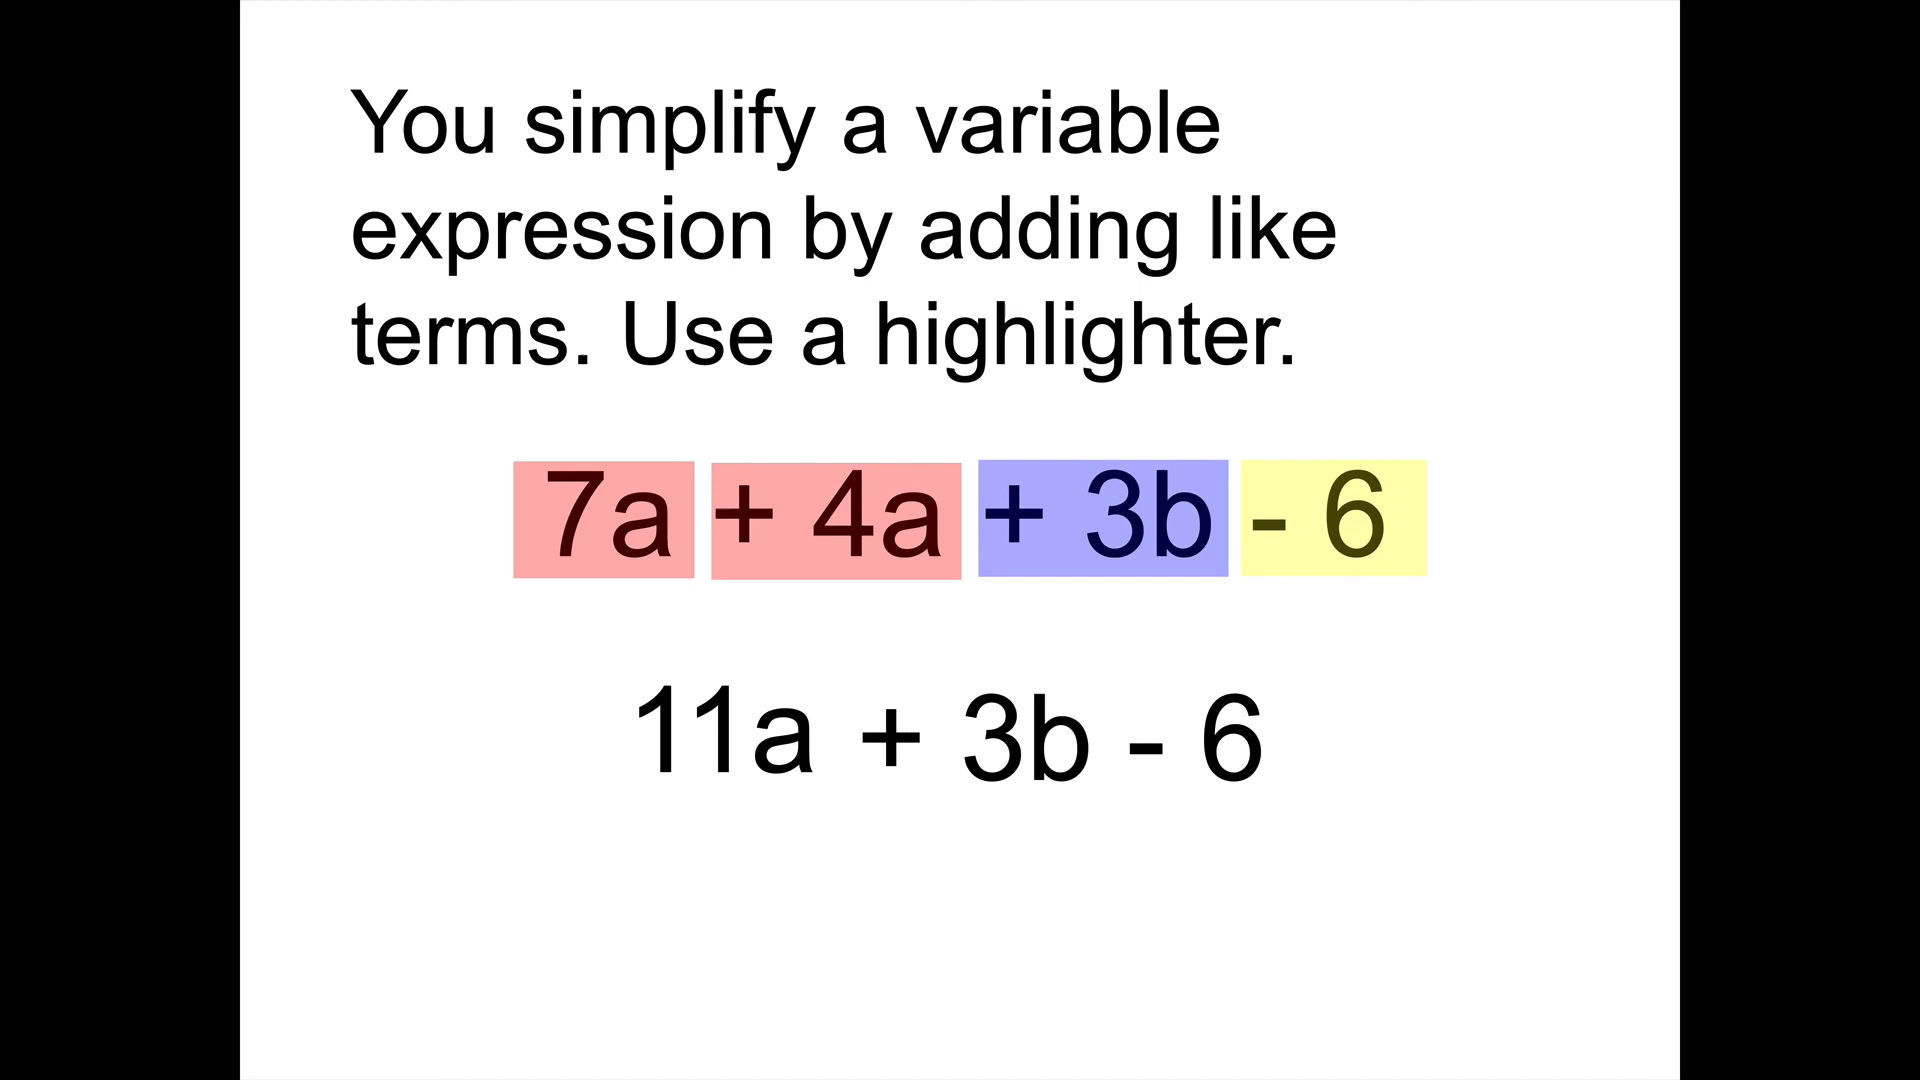 You simplify a variable
expression by adding like
terms. Use a highlighter.
7a + 4a + 3b - 6
11a + 3b - 6